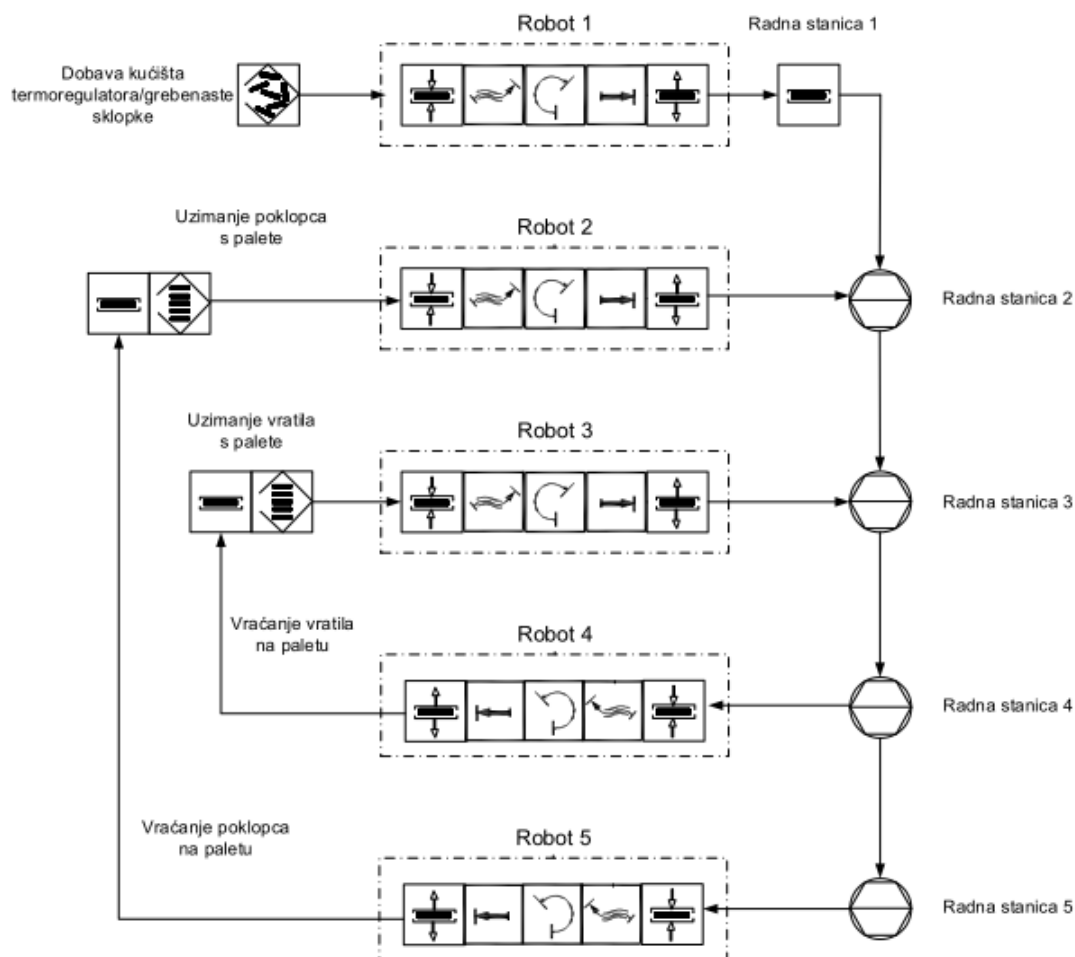 Robot 1
Radna stanica 1
Dobava kućišta
termoregulatora/grebenaste
sklopke
Uzimanje poklopca
s palete
Robot 2
Radna stanica 2
Uzimanje vratila
s palete
Robot 3
Radna stanica 3
Vraćanje vratila
na paletu
Robot 4
Radna stanica 4
Vraćanje poklopca
na paletu
Robot 5
Radna stanica 5